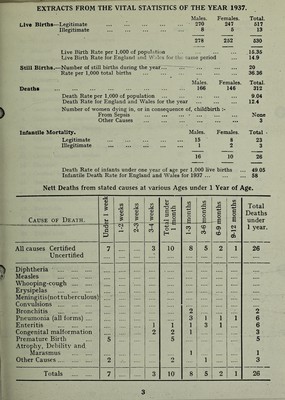 EXTRACTS FROM THE VITAL STATISTICS OF THE YEAR 1937.
Males. Females. Total.
Live Births—Legitimate 270 247 517
Illegitimate 8 5 13
278 252 530
Live Birth Rate per 1,000 of population 15.35
Live Birth Rate for England and Wales for the same period 14.9
Still Births.—Number of still births during the year 20
Rate per 1,000 total births 36.36
Males. Females. Total.
Deaths 166 146 312
Death Rate per 1,000 of population 9.04
Death Rate for England and Wales for the year 12.4
Number of women dying in, or in consequence of, childbirth :-
From Sepsis None
Other Causes 3
Infantile Mortality. Males. Females. Total
Legitimate 15 8 23
Illegitimate 1 2 3
16 10 26
Death Rate of infants under one year of age per 1,000 live births 49.05
Infantile Death Rate for England and Wales for 1937 58
Nett Deaths from stated causes at various Ages under 1 Year of Age.
CAUSE OF DEATH. Under 1 week 1-2 weeks 2-3 weeks 3-4 weeks Total under 1 month 1-3 months 3-6 months 6-9 months 9-12 months Total Deaths under 1 year.
All causes Certified 7 3 10 8 5 2 1 26
Uncertified
Diphtheria
Measles
Whooping-cough
Erysipelas
Meningitis (not tuberculous)
Convulsions
Bronchitis 2 2
Pneumonia (all forms) 3 1 1 1 6
Enteritis 1 1 1 3 1 6
Congenital malformation 2 2 1 3
Premature Birth 5 5 5
Atrophy, Debility and
Marasmus 1 1
Other Causes 2 2 1 3
Totals 7 3 10 8 5 2 1 26
3